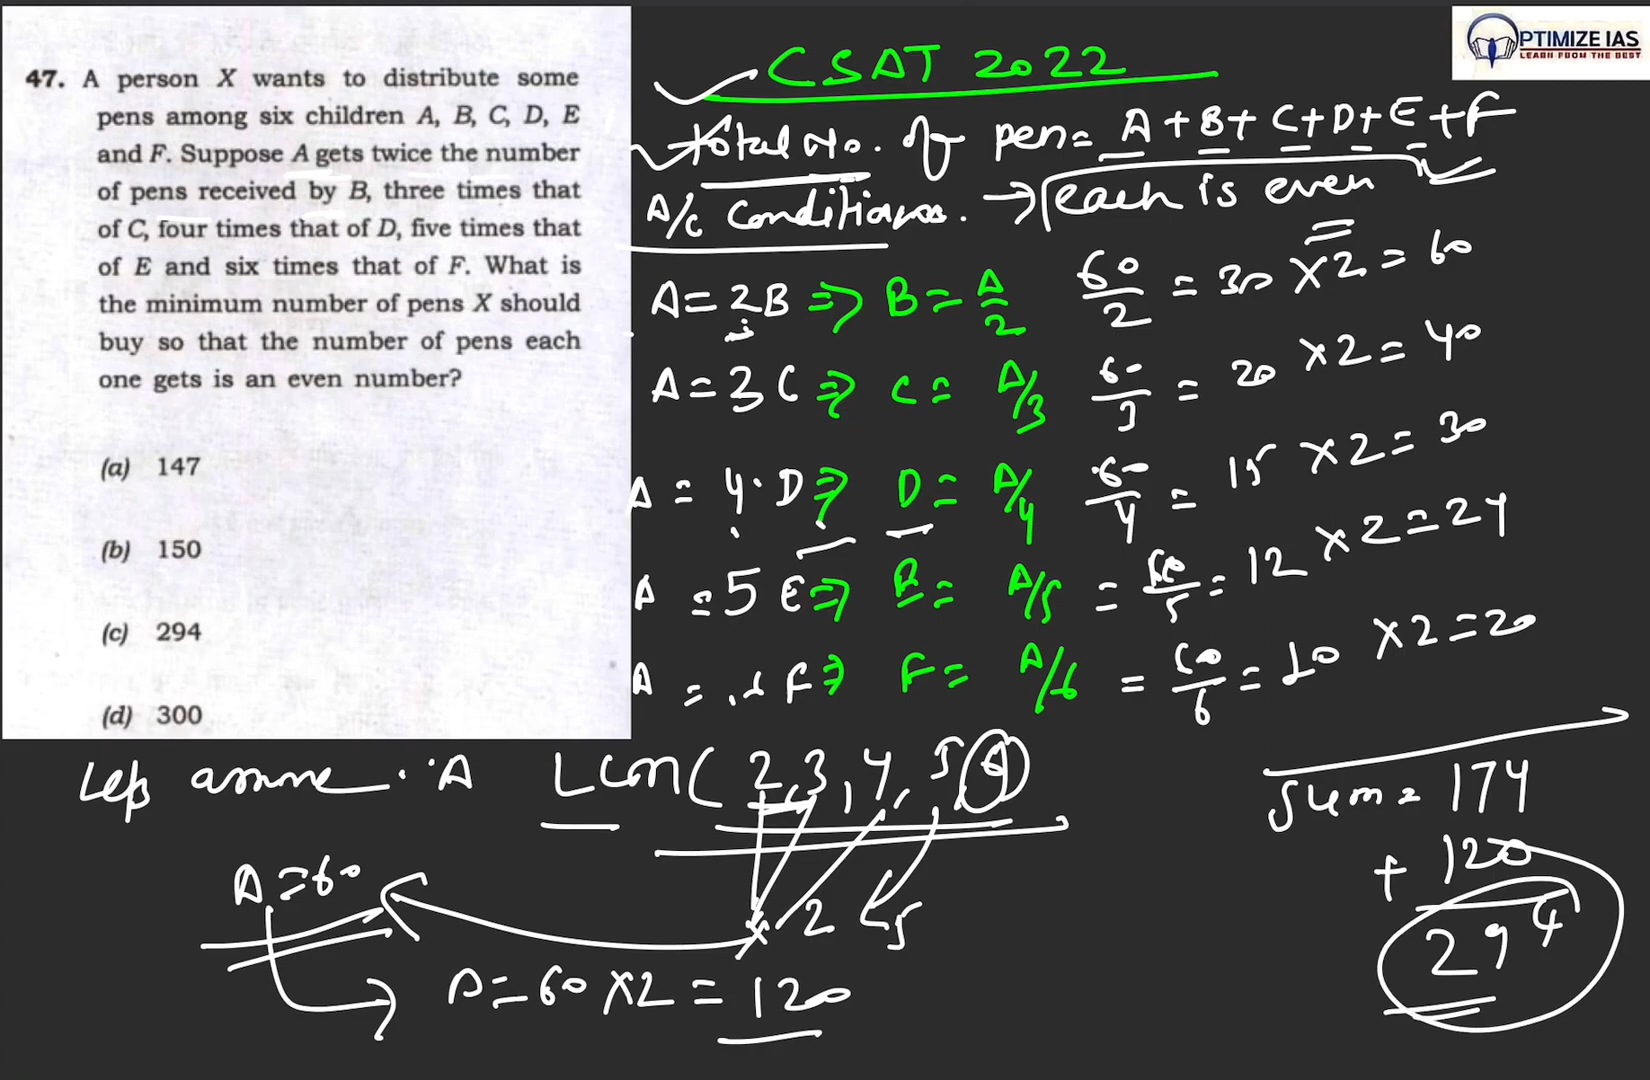 47. A person X wants to distribute some
pens among six children A, B, C, D, E
and F. Suppose A gets twice the number
of pens received by B, three times that
of C, four times that of D, five times that
of E and six times that of F. What is
the minimum number of pens X should
buy so that the number of pens each
one gets is an even number?
(a) 147
(b) 150
(c) 294
(d) 300
PTIMIZE IAS
LEARN FROM THE BEST
CSAT 2022
Total No. of pen= A+B+C+D+E+F
A/c Conditions. → each is even
A=2B ⇒ B= A/2 60/2 = 30 ×2 = 60
A=3C ⇒ C= A/3 60/3 = 20 ×2 = 40
A = 4·D ⇒ D= A/4 60/4 = 15 ×2 = 30
A =5 E ⇒ E= A/5 = 60/5 = 12 ×2=24
A = 6 F ⇒ F= A/6 = 60/6 = 10 ×2=20
Lets assume A LCM( 2,3,4,5,6)
Sum= 174
+ 120
294
A=60
× 2 5
A=60×2 = 120